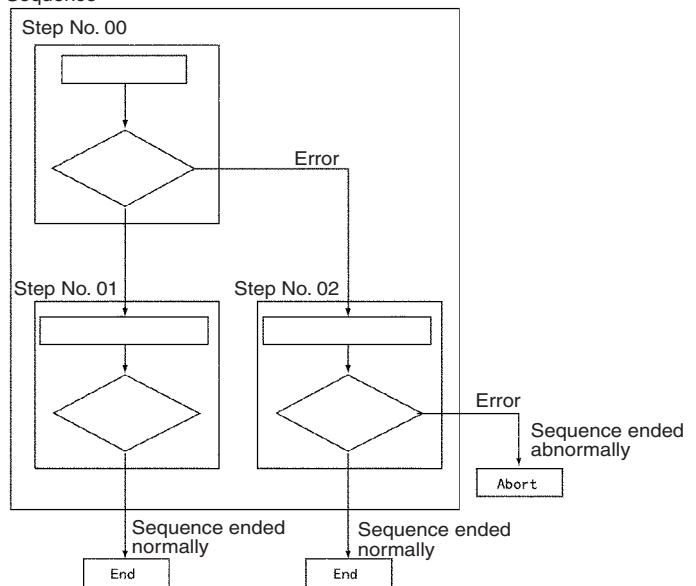 Sequence
Step No. 00
Error
Step No. 01
Step No. 02
Error
Sequence ended
abnormally
Abort
Sequence ended
normally
Sequence ended
normally
End
End